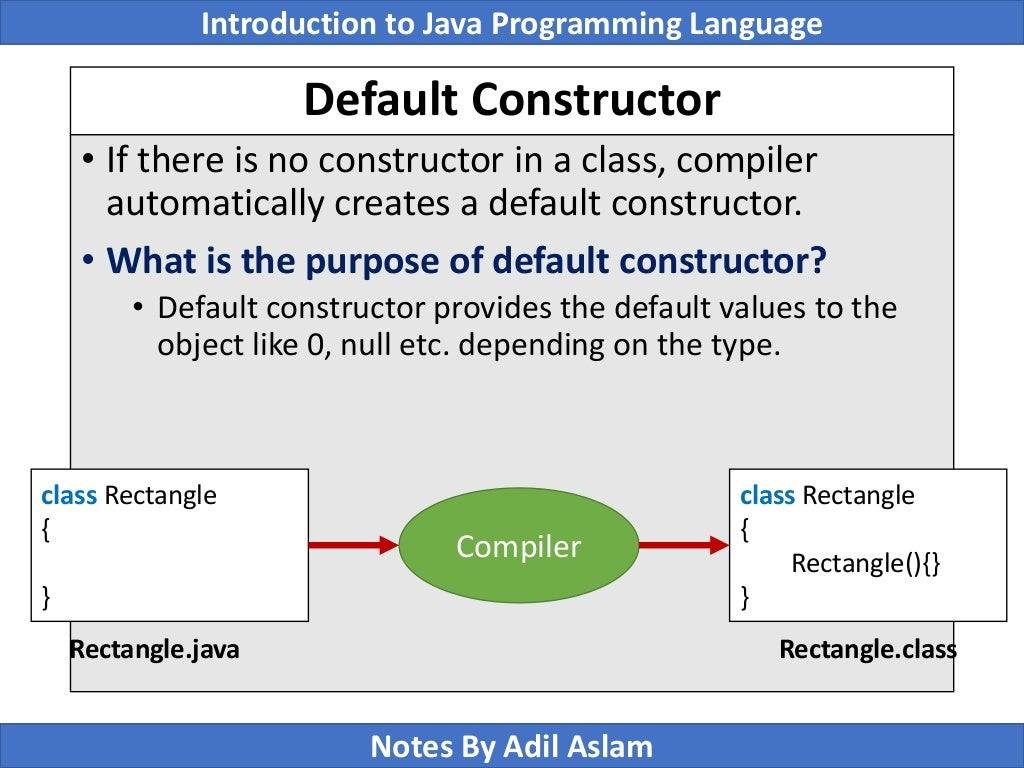 Introduction to Java Programming Language
Default Constructor
• If there is no constructor in a class, compiler
automatically creates a default constructor.
• What is the purpose of default constructor?
• Default constructor provides the default values to the
object like 0, null etc. depending on the type.
class Rectangle
{
}
Rectangle.java
Compiler
class Rectangle
{
Rectangle(){}
}
Rectangle.class
Notes By Adil Aslam